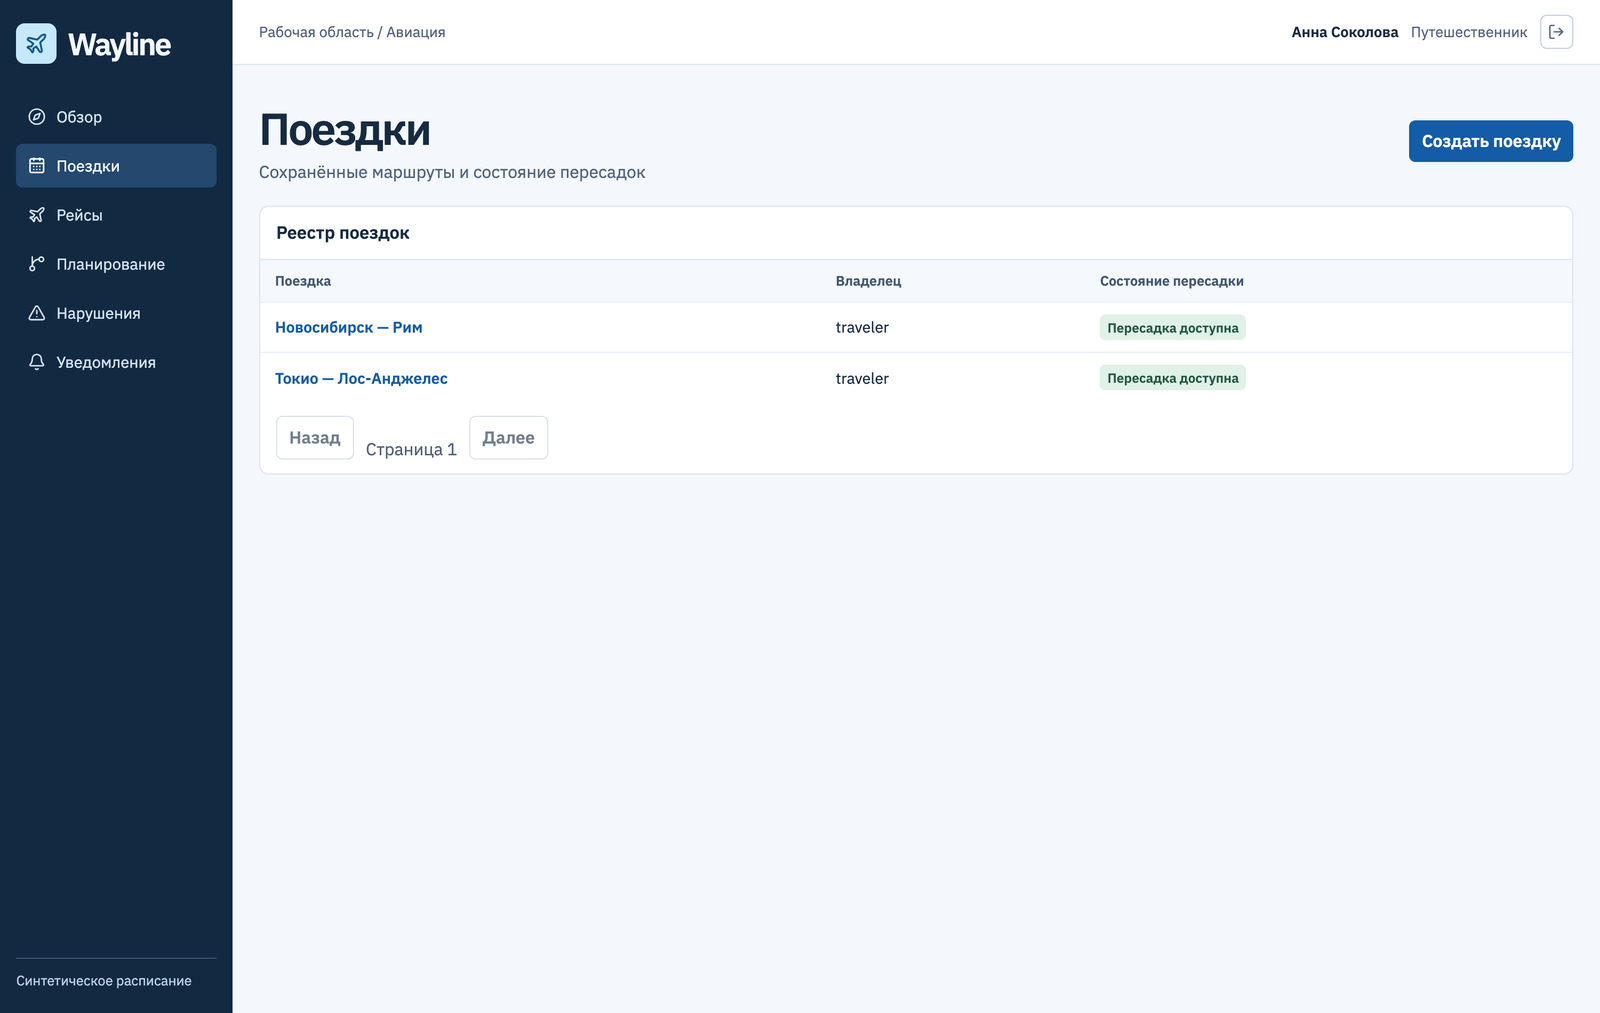 Wayline
Обзор
Поездки
Рейсы
Планирование
Нарушения
Уведомления
Синтетическое расписание
Рабочая область / Авиация
Анна Соколова Путешественник
Поездки
Сохранённые маршруты и состояние пересадок
Создать поездку
Реестр поездок
Поездка Владелец Состояние пересадки
Новосибирск — Рим traveler Пересадка доступна
Токио — Лос-Анджелес traveler Пересадка доступна
Назад Страница 1 Далее